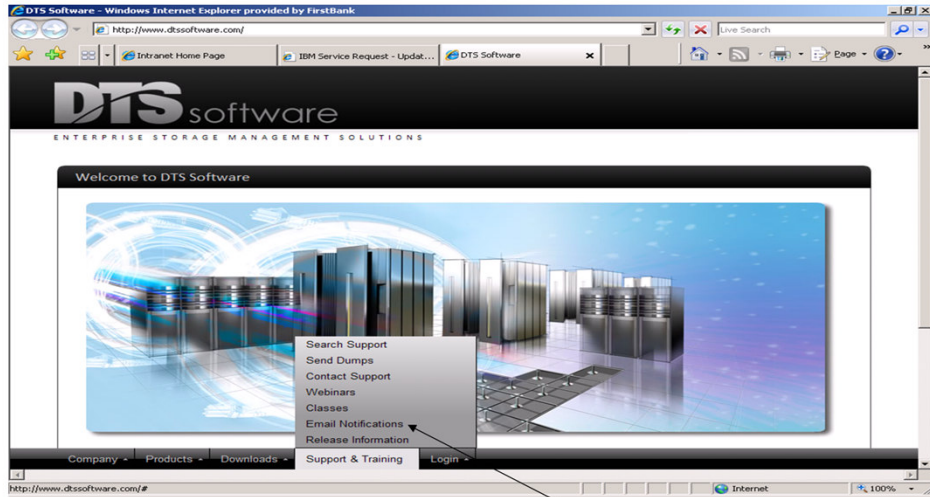 DTS Software - Windows Internet Explorer provided by FirstBank
http://www.dtssoftware.com/
Live Search
Intranet Home Page
IBM Service Request - Updat...
DTS Software
Page
DTS software
ENTERPRISE STORAGE MANAGEMENT SOLUTIONS
Welcome to DTS Software
Search Support
Send Dumps
Contact Support
Webinars
Classes
Email Notifications
Release Information
Company
Products
Downloads
Support & Training
Login
http://www.dtssoftware.com/#
Internet
100%